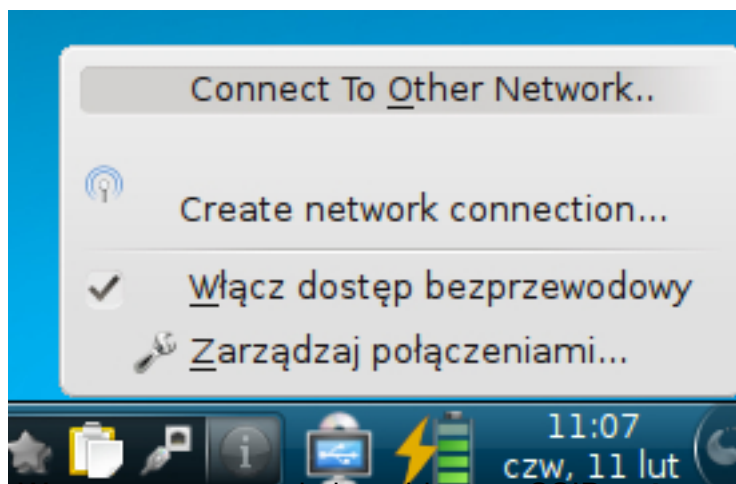 Connect To Other Network..
Create network connection...
Włącz dostęp bezprzewodowy
Zarządzaj połączeniami...
11:07
czw, 11 lut